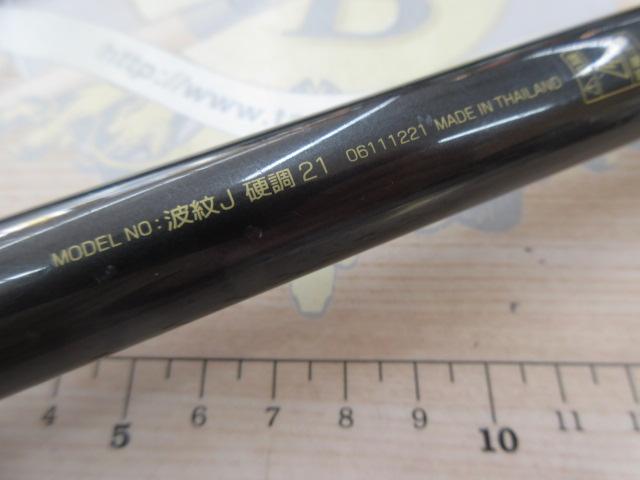 B
http://www.t
MODEL NO: 波紋J 硬調 21 06111221 MADE IN THAILAND
4 5 6 7 8 9 10 11 12